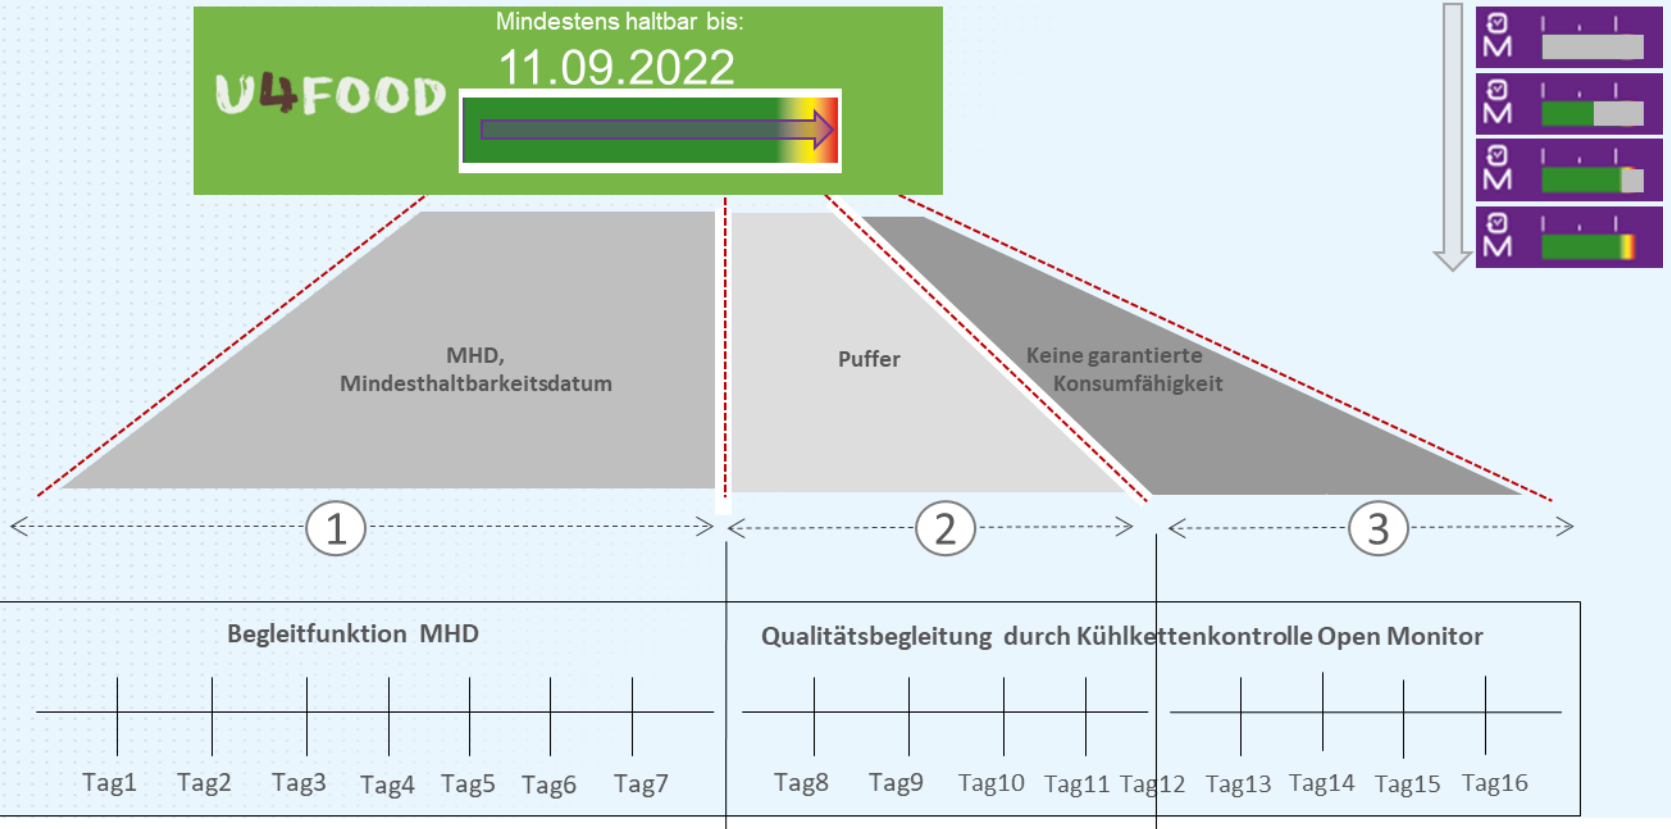 Mindestens haltbar bis:
11.09.2022
U4FOOD
M
M
M
M
MHD,
Mindesthaltbarkeitsdatum
Puffer
Keine garantierte
Konsumfähigkeit
1
2
3
Begleitfunktion MHD
Qualitätsbegleitung durch Kühlkettenkontrolle Open Monitor
Tag1 Tag2 Tag3 Tag4 Tag5 Tag6 Tag7 Tag8 Tag9 Tag10 Tag11 Tag12 Tag13 Tag14 Tag15 Tag16